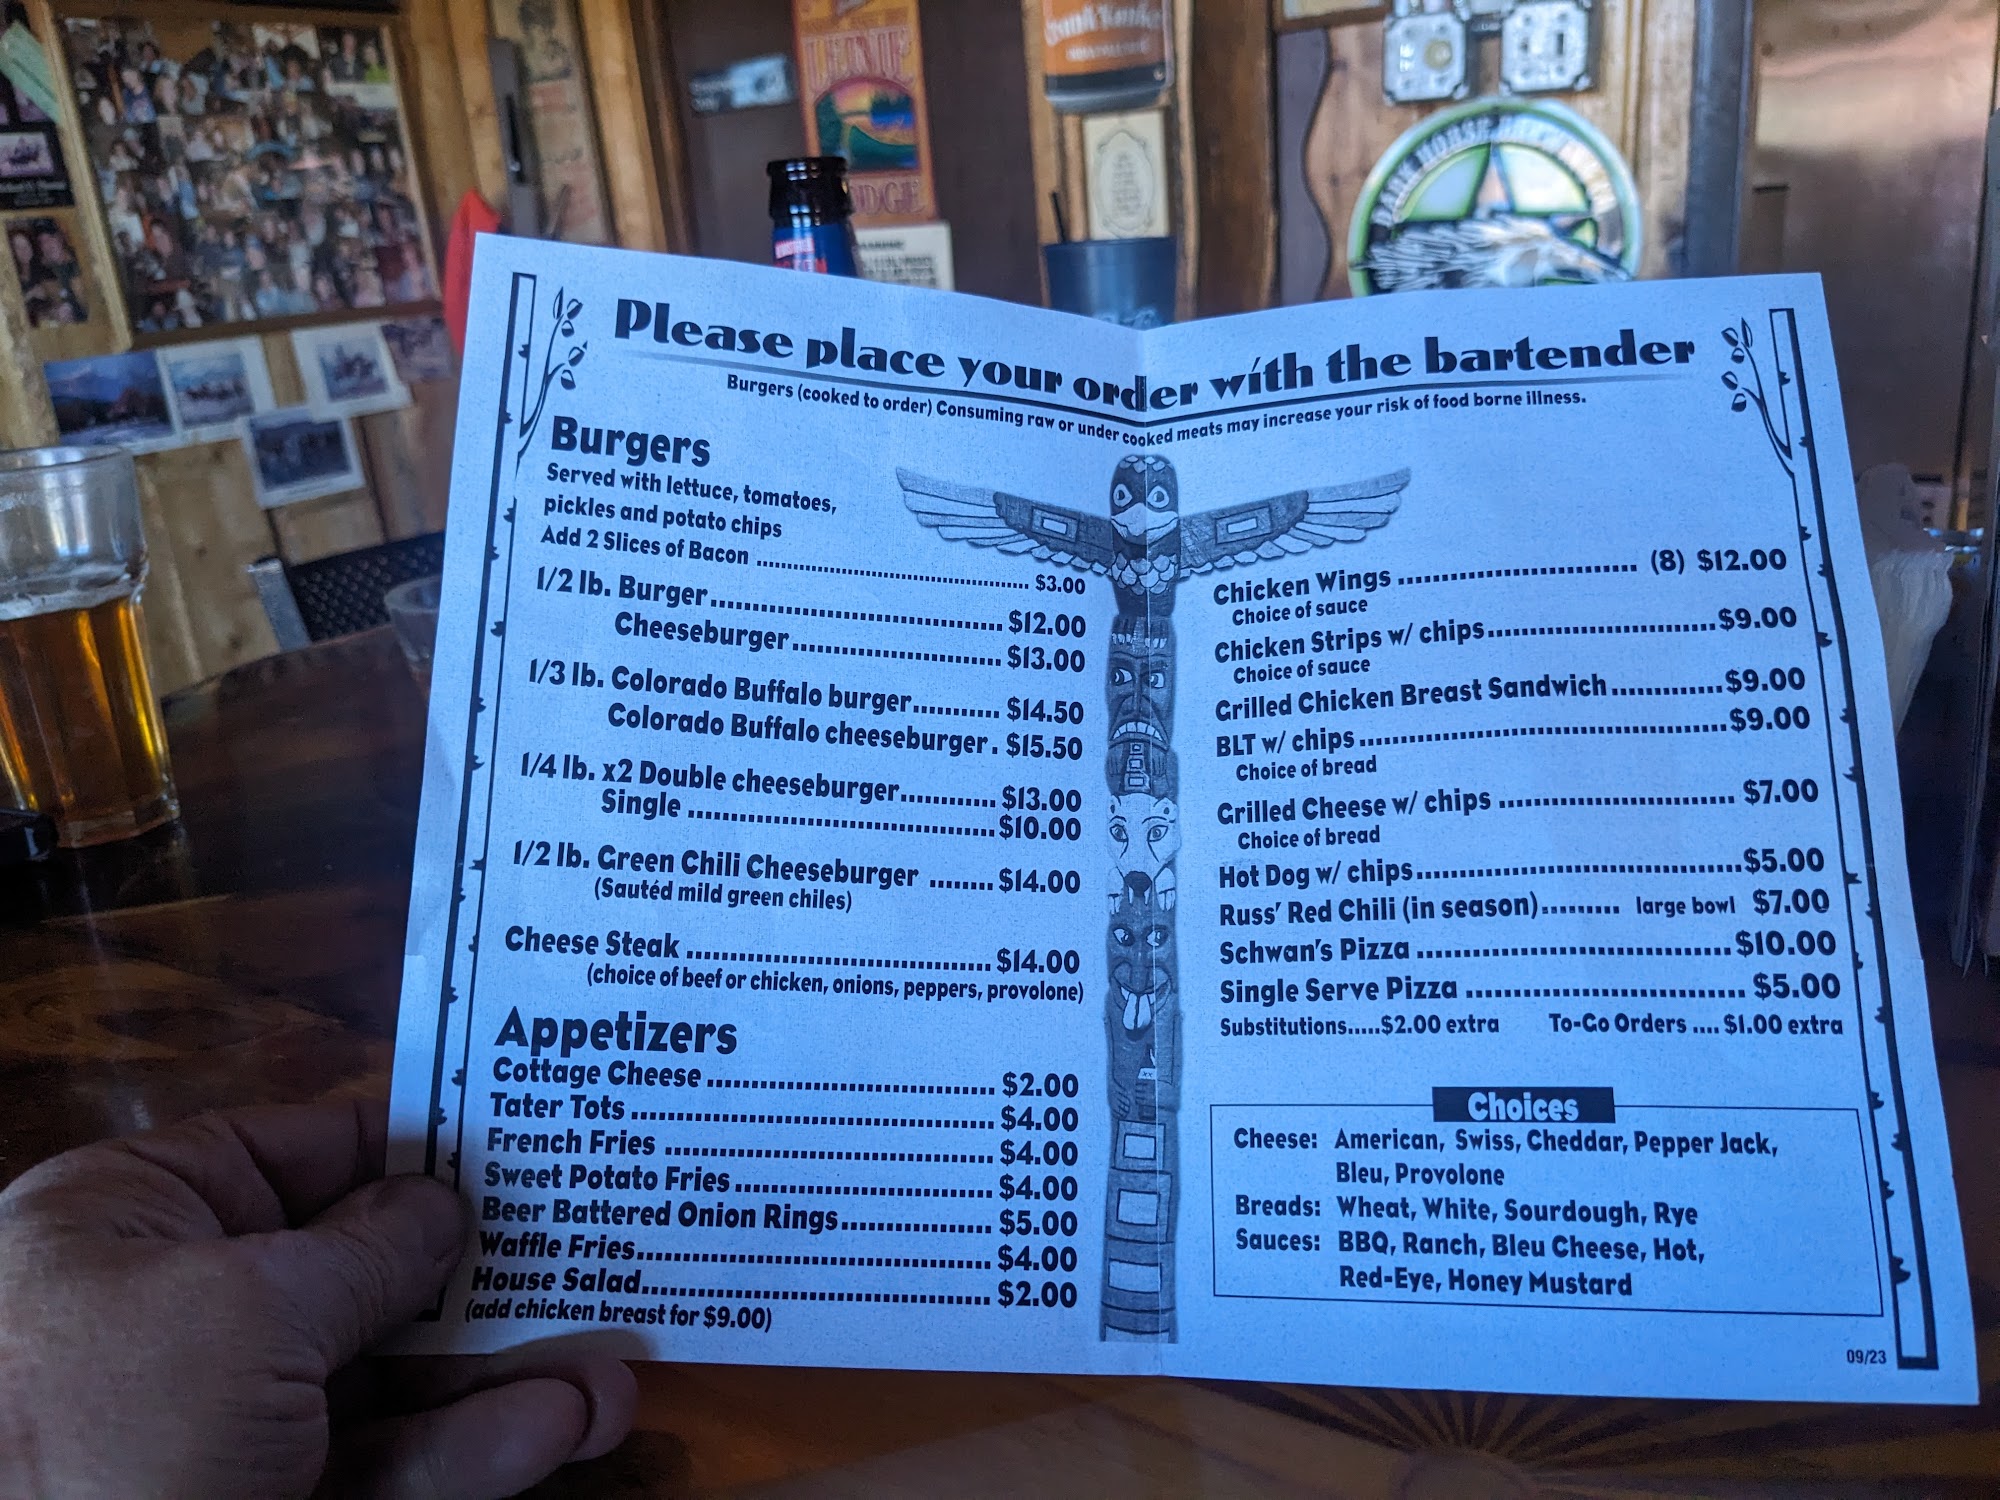 LEINIE
LODGE
DARK HORSE BREWING
Please place your order with the bartender
Burgers (cooked to order) Consuming raw or under cooked meats may increase your risk of food borne illness.
Burgers
Served with lettuce, tomatoes,
pickles and potato chips
Add 2 Slices of Bacon ........ $3.00
1/2 lb. Burger........ $12.00
Cheeseburger........ $13.00
1/3 lb. Colorado Buffalo burger........ $14.50
Colorado Buffalo cheeseburger . $15.50
1/4 lb. x2 Double cheeseburger........ $13.00
Single ........ $10.00
1/2 lb. Green Chili Cheeseburger ........ $14.00
(Sautéd mild green chiles)
Cheese Steak ........ $14.00
(choice of beef or chicken, onions, peppers, provolone)
Appetizers
Cottage Cheese ........ $2.00
Tater Tots ........ $4.00
French Fries ........ $4.00
Sweet Potato Fries ........ $4.00
Beer Battered Onion Rings........ $5.00
Waffle Fries........ $4.00
House Salad........ $2.00
(add chicken breast for $9.00)
Chicken Wings ........ (8) $12.00
Choice of sauce
Chicken Strips w/ chips........ $9.00
Choice of sauce
Grilled Chicken Breast Sandwich........ $9.00
BLT w/ chips ........ $9.00
Choice of bread
Grilled Cheese w/ chips ........ $7.00
Choice of bread
Hot Dog w/ chips........ $5.00
Russ' Red Chili (in season)......... large bowl $7.00
Schwan's Pizza ........ $10.00
Single Serve Pizza ........ $5.00
Substitutions.....$2.00 extra To-Go Orders .... $1.00 extra
Choices
Cheese: American, Swiss, Cheddar, Pepper Jack,
Bleu, Provolone
Breads: Wheat, White, Sourdough, Rye
Sauces: BBQ, Ranch, Bleu Cheese, Hot,
Red-Eye, Honey Mustard
09/23